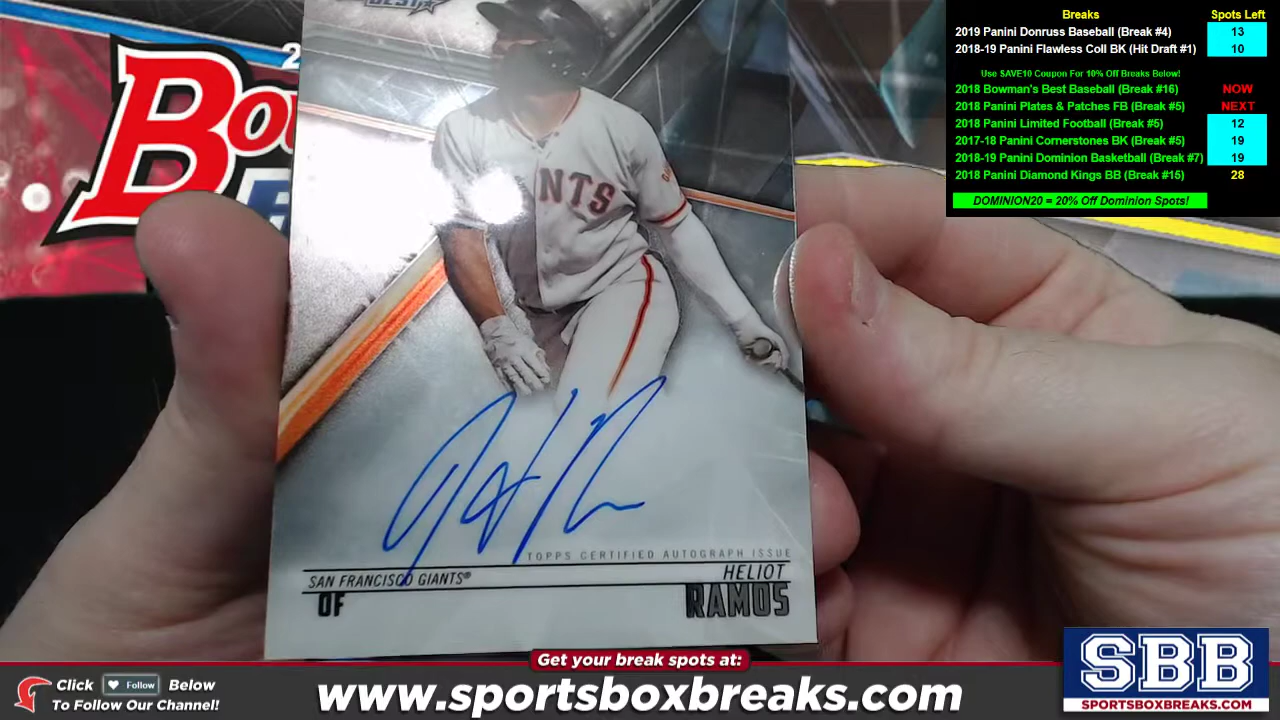 Breaks Spots Left
2019 Panini Donruss Baseball (Break #4) 13
2018-19 Panini Flawless Coll BK (Hit Draft #1) 10
Use SAVE10 Coupon For 10% Off Breaks Below!
2018 Bowman's Best Baseball (Break #16) NOW
2018 Panini Plates & Patches FB (Break #5) NEXT
2018 Panini Limited Football (Break #5) 12
2017-18 Panini Cornerstones BK (Break #5) 19
2018-19 Panini Dominion Basketball (Break #7) 19
2018 Panini Diamond Kings BB (Break #15) 28
DOMINION20 = 20% Off Dominion Spots!
2
Bow
B
NTS
TOPPS CERTIFIED AUTOGRAPH ISSUE
SAN FRANCISCO GIANTS®
HELIOT
OF
RAMOS
Get your break spots at:
Click Follow Below
To Follow Our Channel!
www.sportsboxbreaks.com
SBB
SPORTSBOXBREAKS.COM